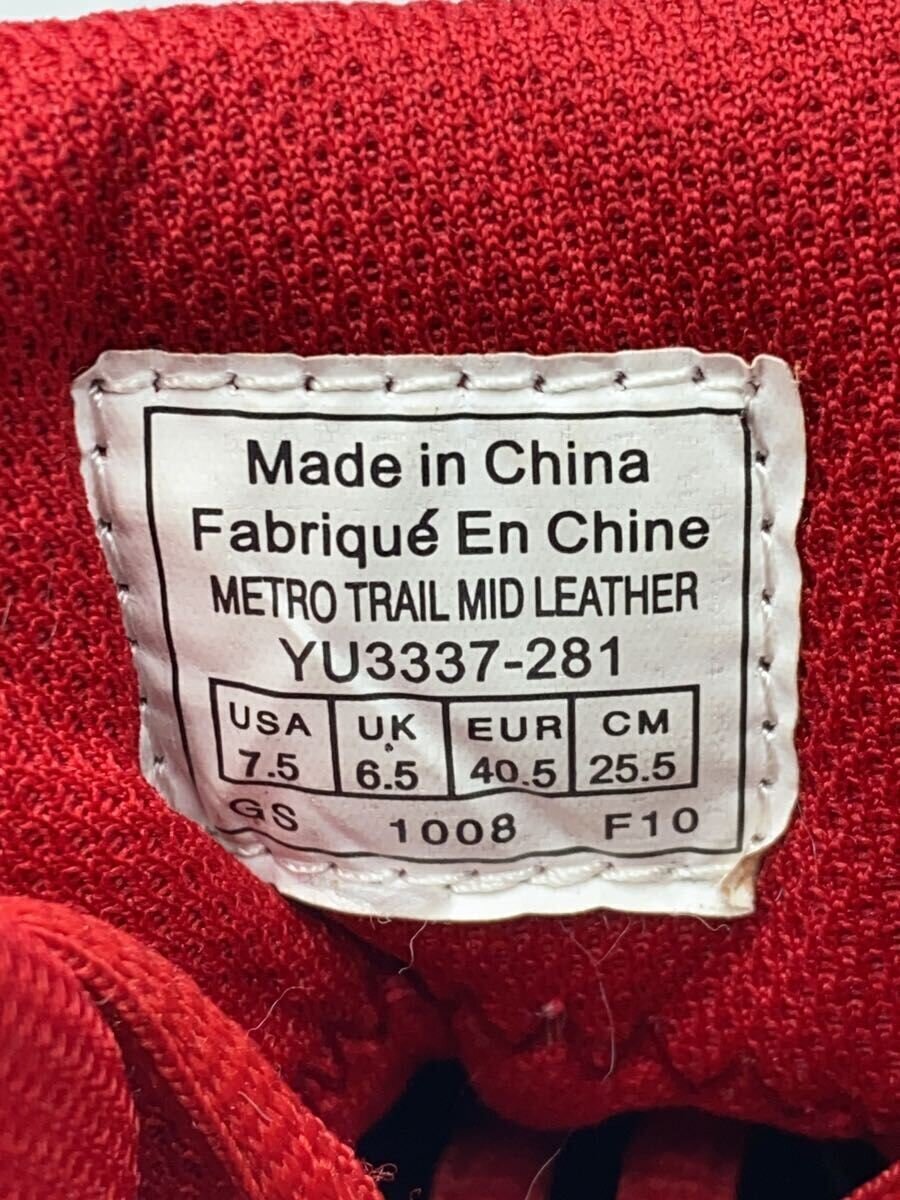 Made in China
Fabriqué En Chine
METRO TRAIL MID LEATHER
YU3337-281
USA UK EUR CM
7.5 6.5 40.5 25.5
GS 1008 F10